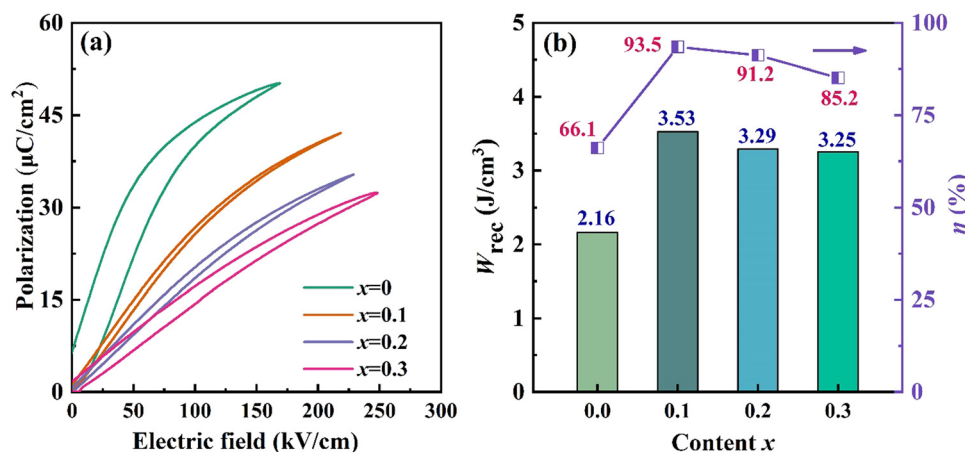 (a)
Polarization (μC/cm²)
60
45
30
15
0
x=0
x=0.1
x=0.2
x=0.3
0 50 100 150 200 250 300
Electric field (kV/cm)
(b)
W_rec (J/cm³)
5
4
3
2
1
0
66.1
93.5
91.2
85.2
2.16
3.53
3.29
3.25
100
75
50
25
0
η (%)
0.0 0.1 0.2 0.3
Content x